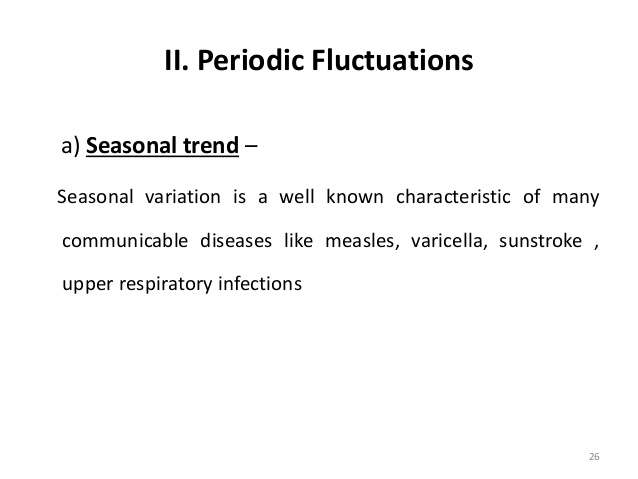 II. Periodic Fluctuations
a) Seasonal trend –
Seasonal variation is a well known characteristic of many
communicable diseases like measles, varicella, sunstroke ,
upper respiratory infections
26